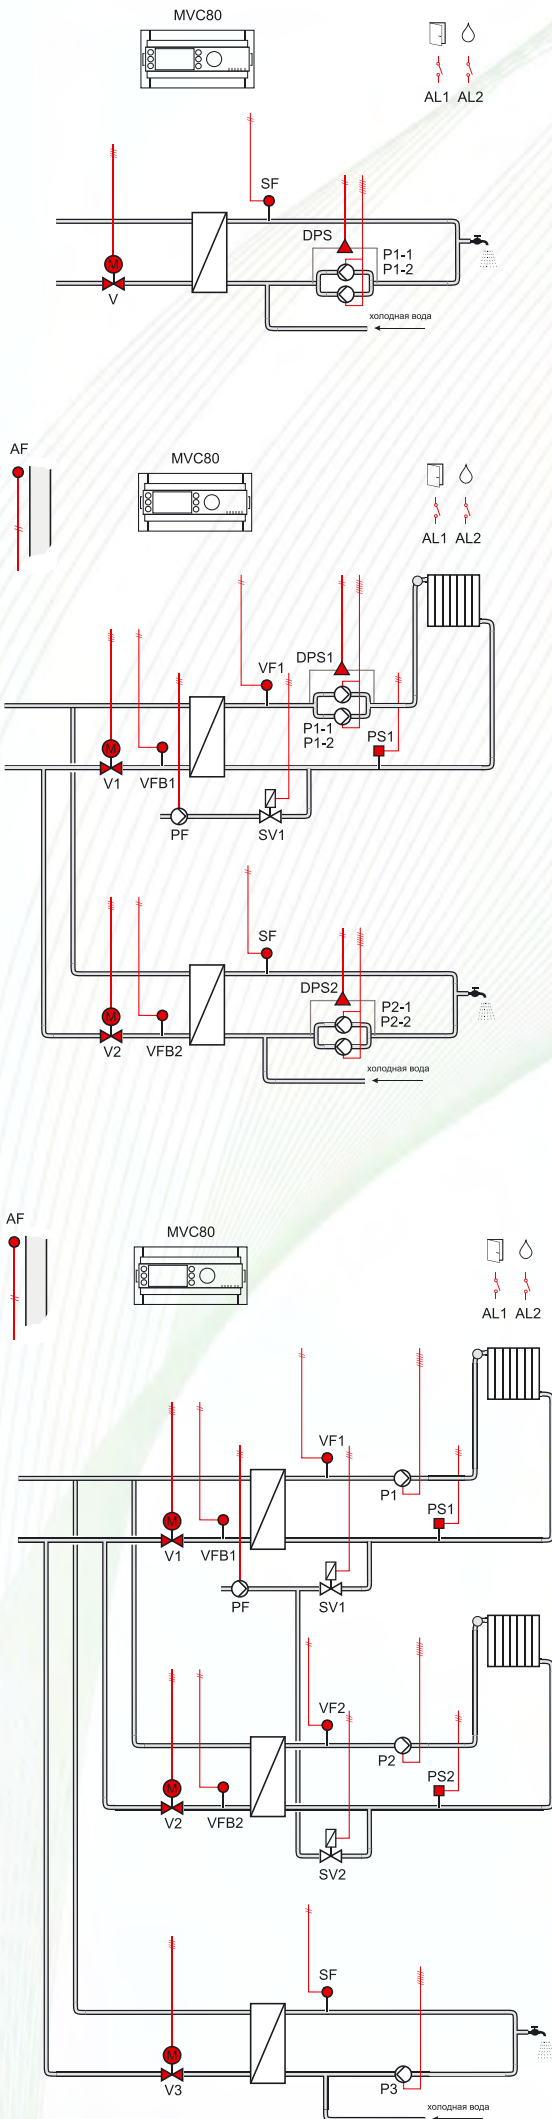 MVC80
AL1 AL2
SF
DPS
P1-1
P1-2
M
V
холодная вода
AF
MVC80
AL1 AL2
DPS1
VF1
P1-1
P1-2
PS1
M
V1
VFB1
PF
SV1
SF
DPS2
P2-1
P2-2
M
V2
VFB2
холодная вода
AF
MVC80
AL1 AL2
VF1
P1
PS1
M
V1
VFB1
PF
SV1
VF2
P2
PS2
M
V2
VFB2
SV2
SF
M
V3
P3
холодная вода